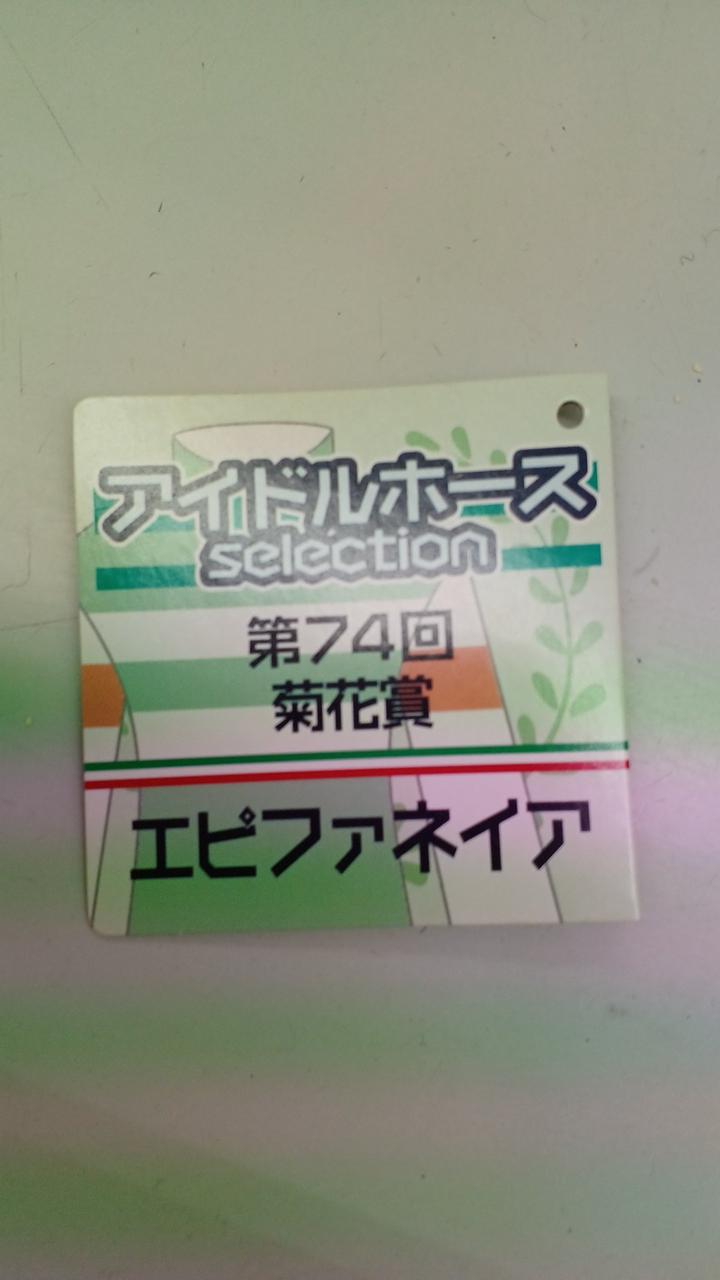 アイドルホース
selection
第74回
菊花賞
エピファネイア